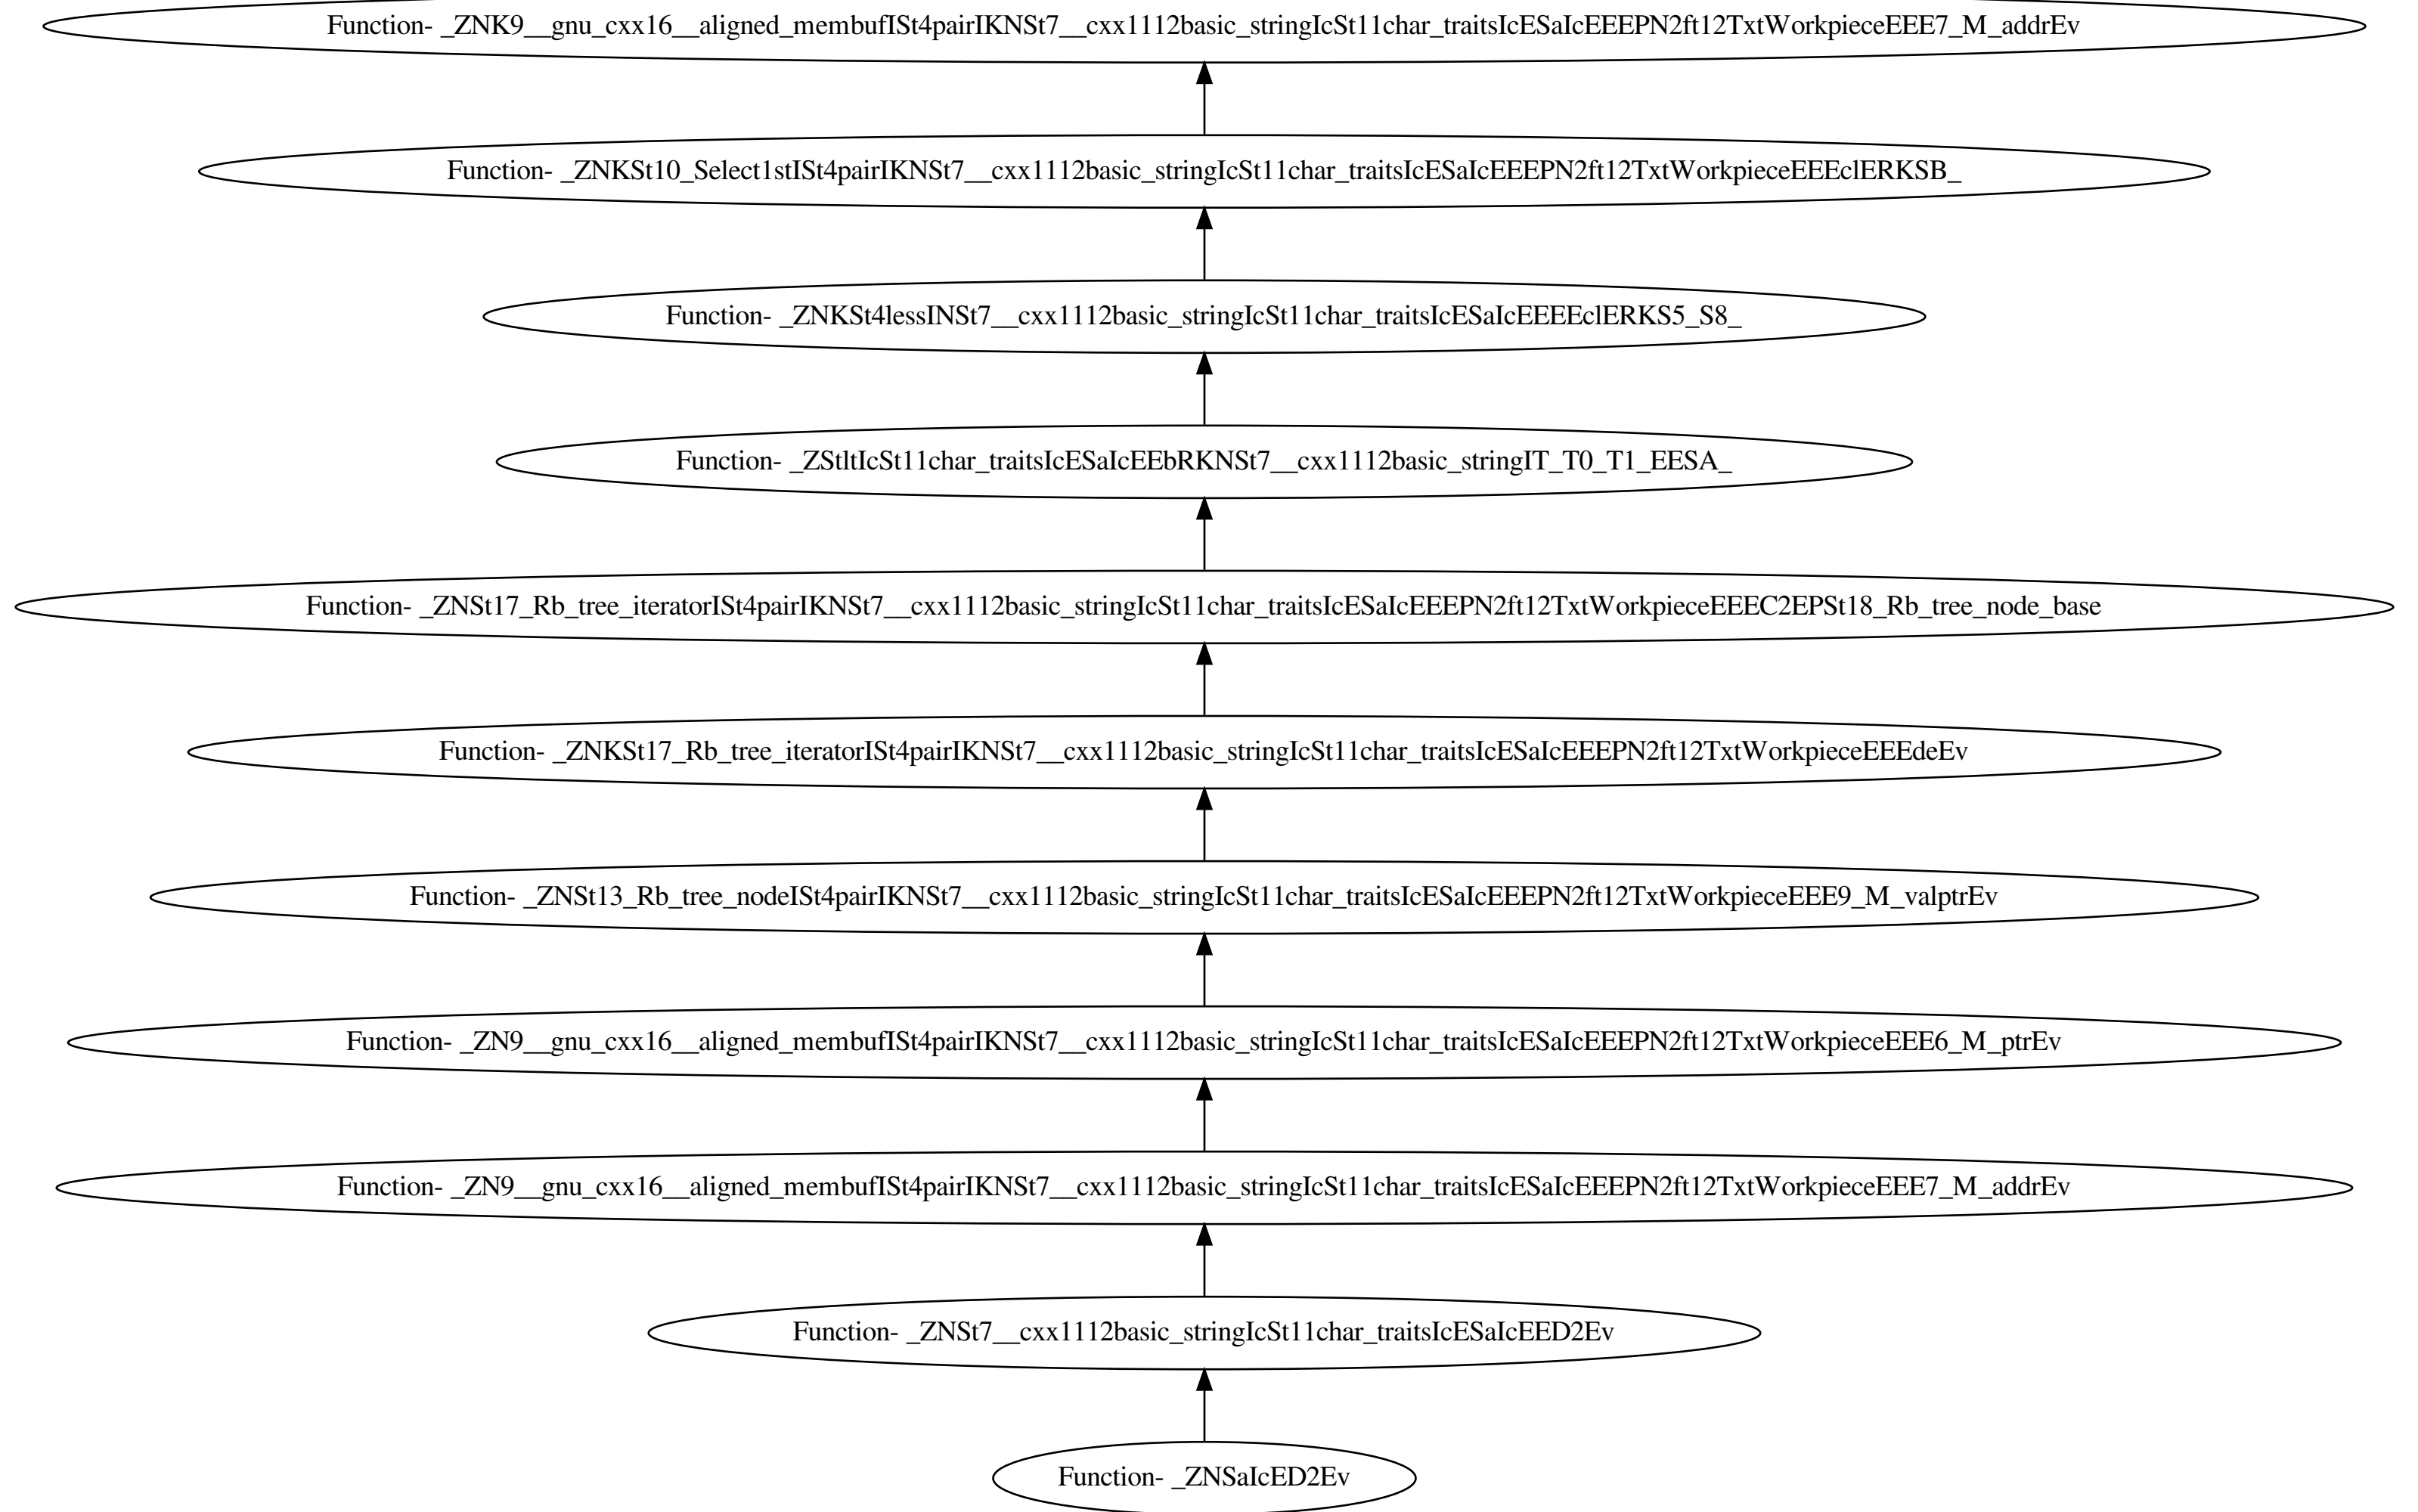 Function- _ZNK9__gnu_cxx16__aligned_membufISt4pairIKNSt7__cxx1112basic_stringIcSt11char_traitsIcESaIcEEEPN2ft12TxtWorkpieceEEE7_M_addrEv
Function- _ZNKSt10_Select1stISt4pairIKNSt7__cxx1112basic_stringIcSt11char_traitsIcESaIcEEEPN2ft12TxtWorkpieceEEEclERKSB_
Function- _ZNKSt4lessINSt7__cxx1112basic_stringIcSt11char_traitsIcESaIcEEEEclERKS5_S8_
Function- _ZStltIcSt11char_traitsIcESaIcEEbRKNSt7__cxx1112basic_stringIT_T0_T1_EESA_
Function- _ZNSt17_Rb_tree_iteratorISt4pairIKNSt7__cxx1112basic_stringIcSt11char_traitsIcESaIcEEEPN2ft12TxtWorkpieceEEEC2EPSt18_Rb_tree_node_base
Function- _ZNKSt17_Rb_tree_iteratorISt4pairIKNSt7__cxx1112basic_stringIcSt11char_traitsIcESaIcEEEPN2ft12TxtWorkpieceEEEdeEv
Function- _ZNSt13_Rb_tree_nodeISt4pairIKNSt7__cxx1112basic_stringIcSt11char_traitsIcESaIcEEEPN2ft12TxtWorkpieceEEE9_M_valptrEv
Function- _ZN9__gnu_cxx16__aligned_membufISt4pairIKNSt7__cxx1112basic_stringIcSt11char_traitsIcESaIcEEEPN2ft12TxtWorkpieceEEE6_M_ptrEv
Function- _ZN9__gnu_cxx16__aligned_membufISt4pairIKNSt7__cxx1112basic_stringIcSt11char_traitsIcESaIcEEEPN2ft12TxtWorkpieceEEE7_M_addrEv
Function- _ZNSt7__cxx1112basic_stringIcSt11char_traitsIcESaIcEED2Ev
Function- _ZNSaIcED2Ev